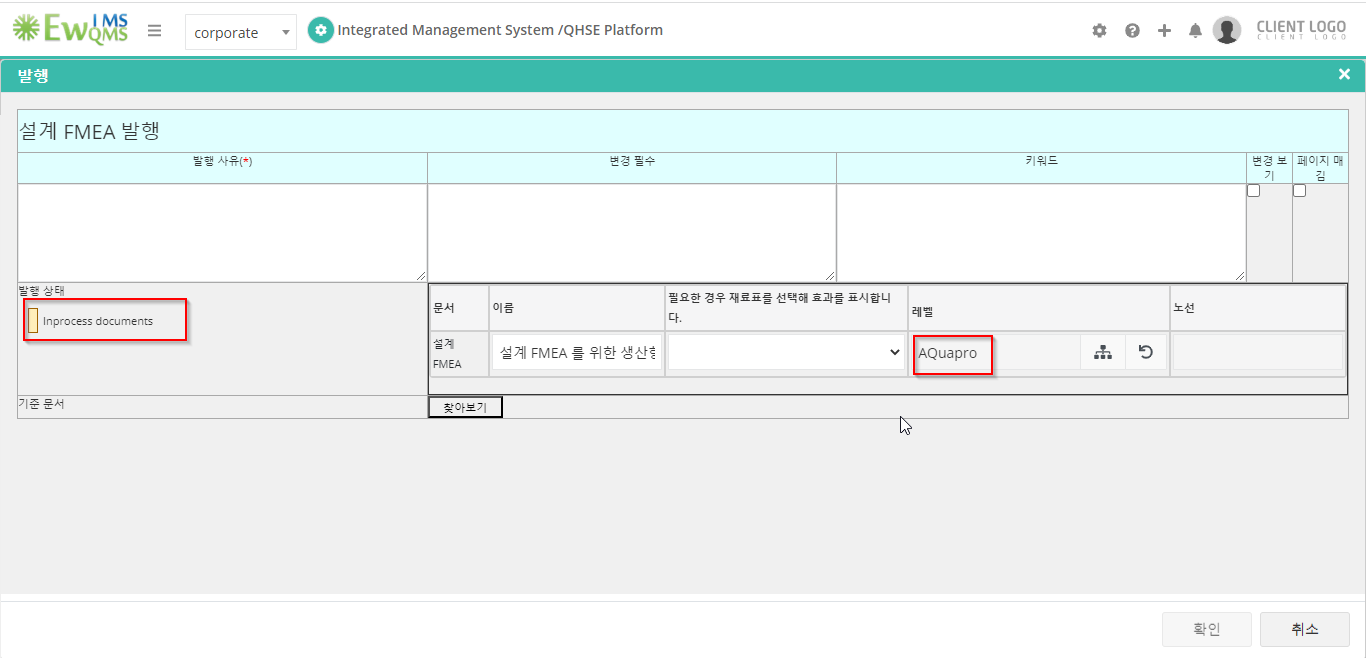 EwQMS IMS
corporate
Integrated Management System /QHSE Platform
CLIENT LOGO
CLIENT LOGO
발행
설계 FMEA 발행
발행 사유(*)
변경 필수
키워드
변경 보
기
페이지 매
김
발행 상태
Inprocess documents
문서
이름
필요한 경우 재료표를 선택해 효과를 표시합니
다.
레벨
노선
설계
FMEA
설계 FMEA 를 위한 생산
AQuapro
기준 문서
찾아보기
확인
취소